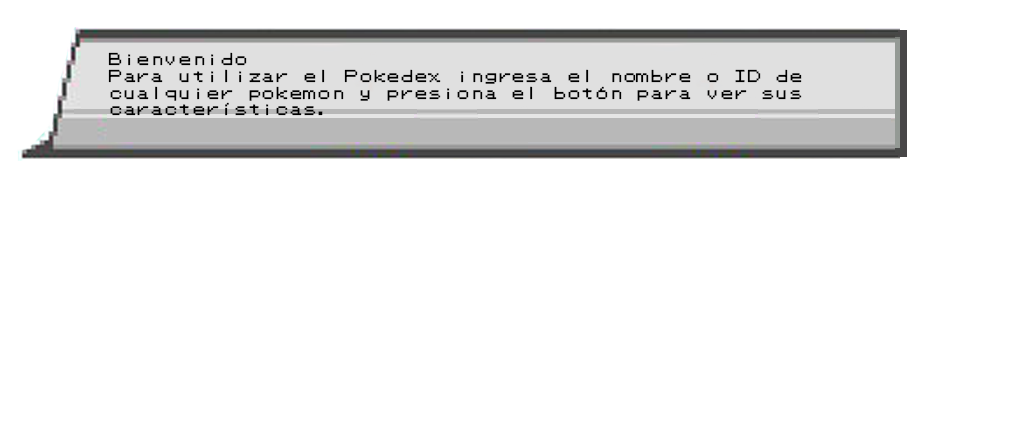 Bienvenido
Para utilizar el Pokedex ingresa el nombre o ID de
cualquier pokemon y presiona el botón para ver sus
características.